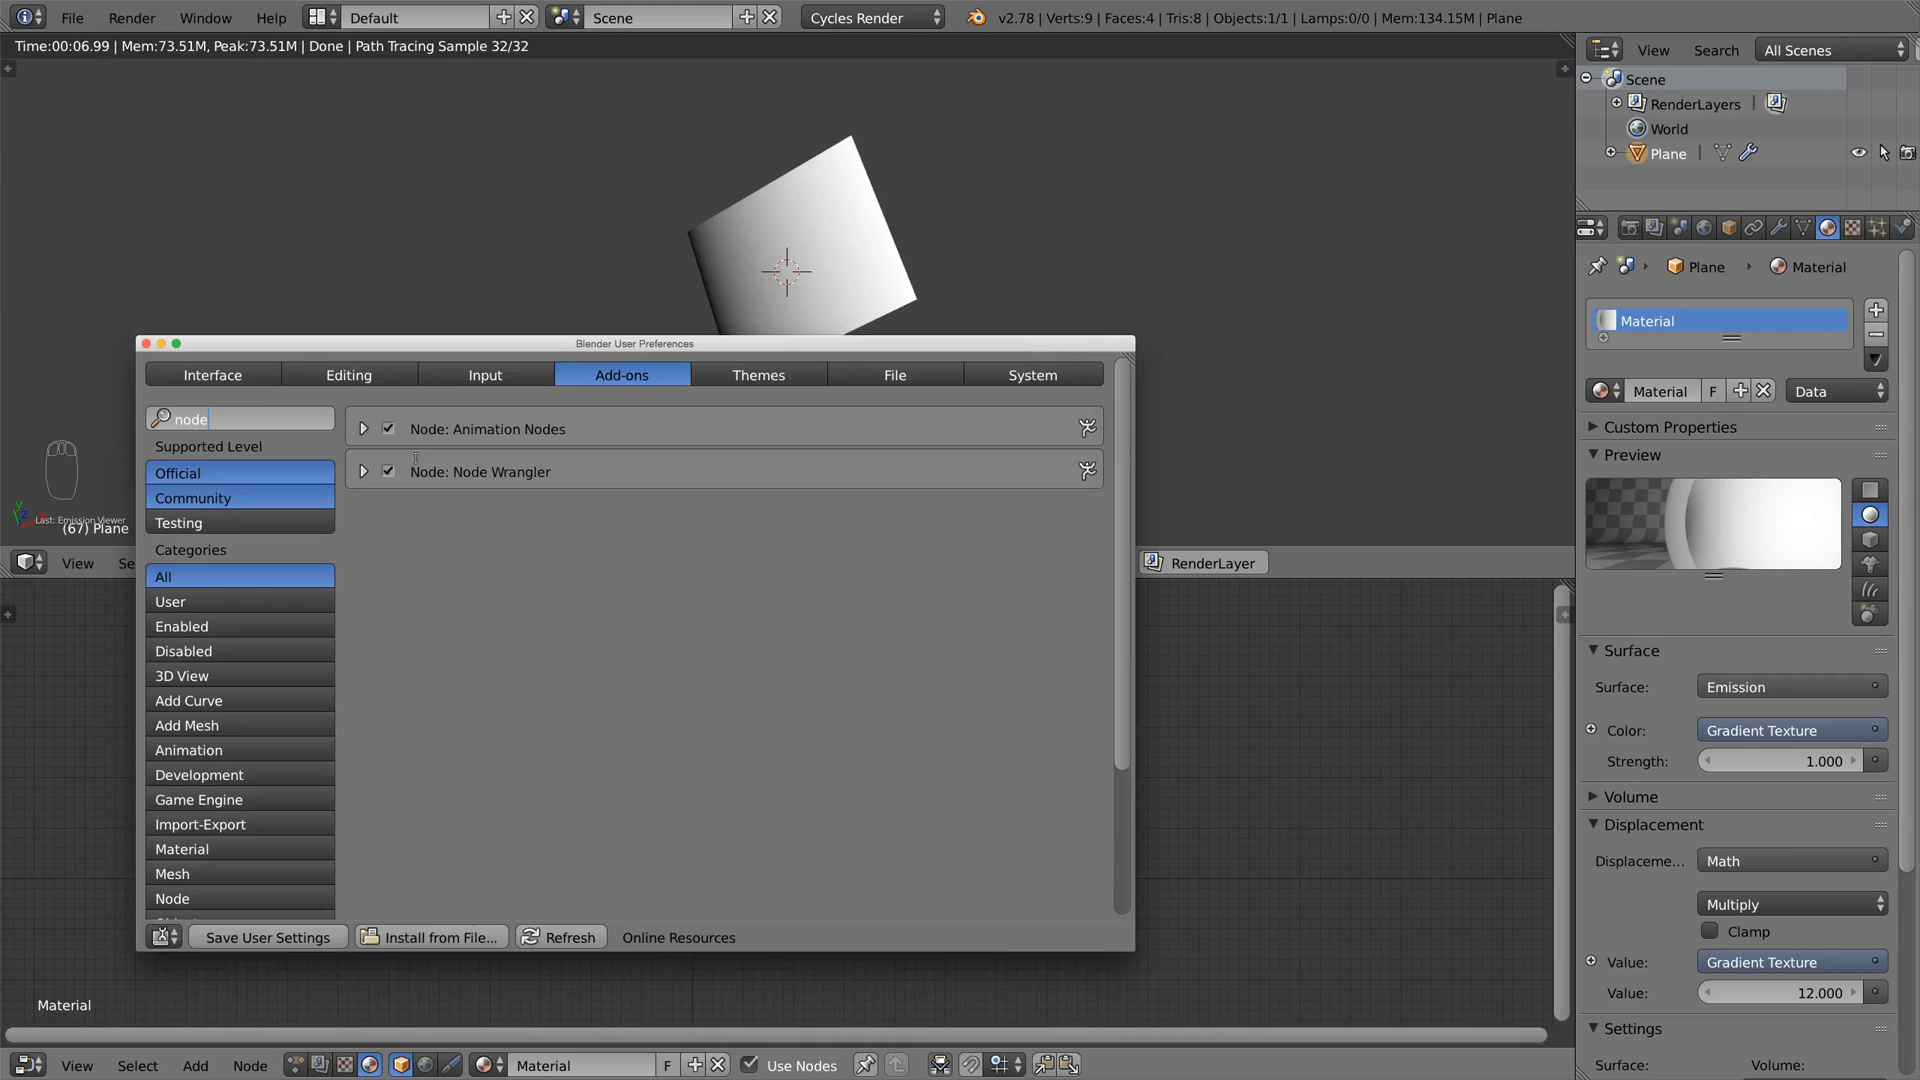 File Render Window Help Default Scene Cycles Render v2.78 | Verts:9 | Faces:4 | Tris:8 | Objects:1/1 | Lamps:0/0 | Mem:134.15M | Plane
Time:00:06.99 | Mem:73.51M, Peak:73.51M | Done | Path Tracing Sample 32/32
View Search All Scenes
Scene
RenderLayers |
World
Plane |
Plane Material
Material
Material F Data
Custom Properties
Preview
Surface
Surface: Emission
Color: Gradient Texture
Strength: 1.000
Volume
Displacement
Displaceme... Math
Multiply
Clamp
Value: Gradient Texture
Value: 12.000
Settings
Surface: Volume:
Blender User Preferences
Interface Editing Input Add-ons Themes File System
node
Supported Level
Official
Community
Testing
Categories
All
User
Enabled
Disabled
3D View
Add Curve
Add Mesh
Animation
Development
Game Engine
Import-Export
Material
Mesh
Node
Node: Animation Nodes
Node: Node Wrangler
Save User Settings Install from File... Refresh Online Resources
Last: Emission Viewer
(67) Plane
View Se
RenderLayer
Material
View Select Add Node Material F Use Nodes